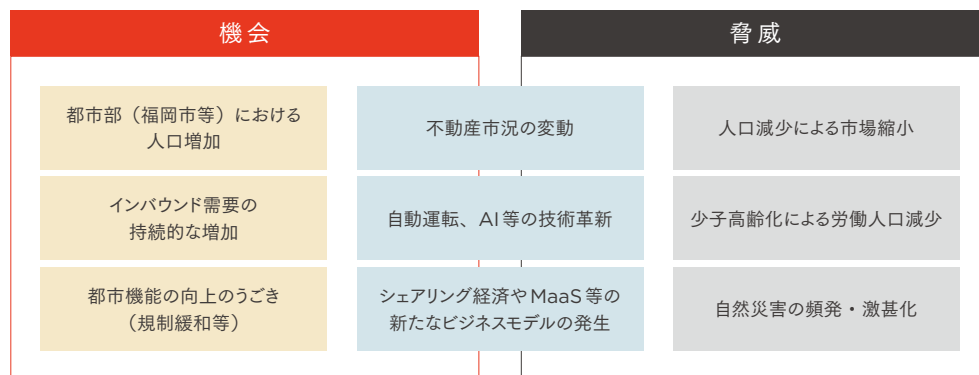 機会
脅威
都市部（福岡市等）における
人口増加
不動産市況の変動
人口減少による市場縮小
インバウンド需要の
持続的な増加
自動運転、AI等の技術革新
少子高齢化による労働人口減少
都市機能の向上のうごき
（規制緩和等）
シェアリング経済やMaaS等の
新たなビジネスモデルの発生
自然災害の頻発・激甚化